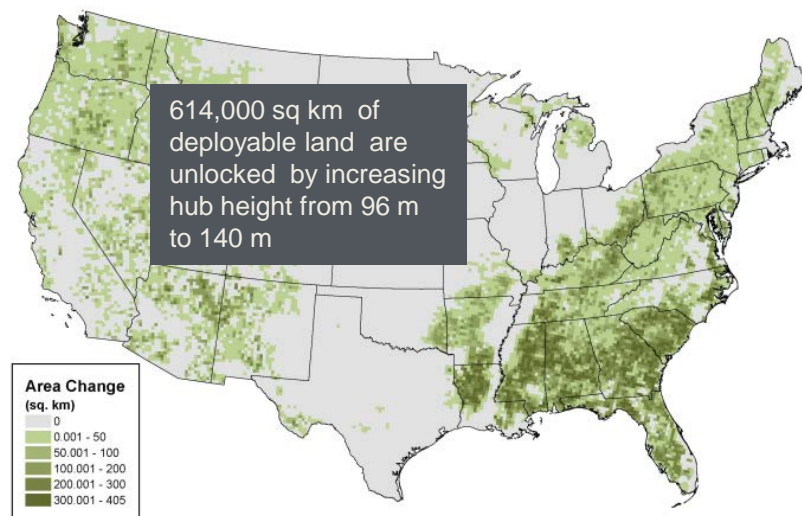 614,000 sq km of
deployable land are
unlocked by increasing
hub height from 96 m
to 140 m
Area Change
(sq. km)
0
0.001 - 50
50.001 - 100
100.001 - 200
200.001 - 300
300.001 - 405